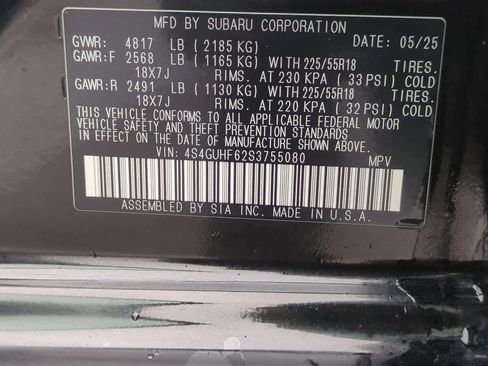 MFD BY SUBARU CORPORATION
GVWR: 4817 LB ( 2185 KG) DATE: 05/25
GAWR:F 2568 LB ( 1165 KG) WITH 225/55R18 TIRES.
18X7J RIMS. AT 230 KPA ( 33 PSI) COLD.
GAWR:R 2491 LB ( 1130 KG) WITH 225/55R18 TIRES.
18X7J RIMS. AT 220 KPA ( 32 PSI) COLD.
THIS VEHICLE CONFORMS TO ALL APPLICABLE FEDERAL MOTOR
VEHICLE SAFETY AND THEFT PREVENTION STANDARDS
IN EFFECT ON THE DATE OF MANUFACTURE SHOWN ABOVE.
VIN: 4S4GUHF62S3755080 MPV
ASSEMBLED BY SIA INC. MADE IN U.S.A.